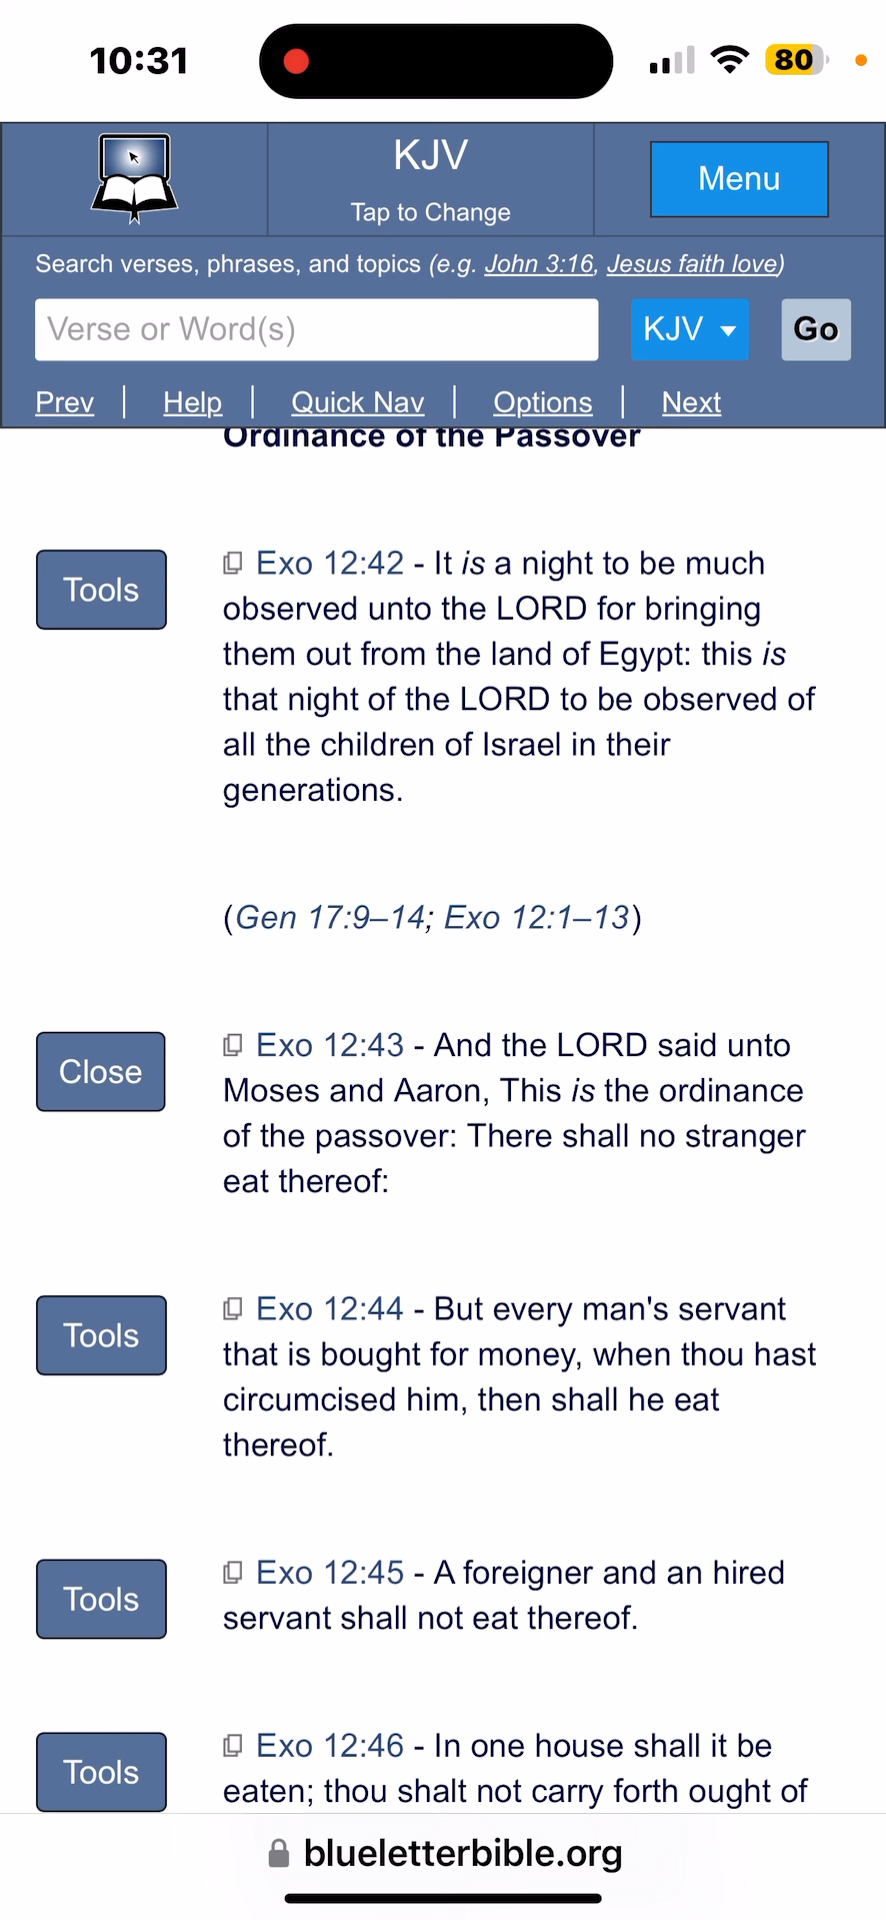 10:31
80
KJV
Tap to Change
Menu
Search verses, phrases, and topics (e.g. John 3:16, Jesus faith love)
Verse or Word(s)
KJV
Go
Prev | Help | Quick Nav | Options | Next
Ordinance of the Passover
Tools
Exo 12:42 - It is a night to be much
observed unto the LORD for bringing
them out from the land of Egypt: this is
that night of the LORD to be observed of
all the children of Israel in their
generations.
(Gen 17:9–14; Exo 12:1–13)
Close
Exo 12:43 - And the LORD said unto
Moses and Aaron, This is the ordinance
of the passover: There shall no stranger
eat thereof:
Tools
Exo 12:44 - But every man's servant
that is bought for money, when thou hast
circumcised him, then shall he eat
thereof.
Tools
Exo 12:45 - A foreigner and an hired
servant shall not eat thereof.
Tools
Exo 12:46 - In one house shall it be
eaten; thou shalt not carry forth ought of
blueletterbible.org